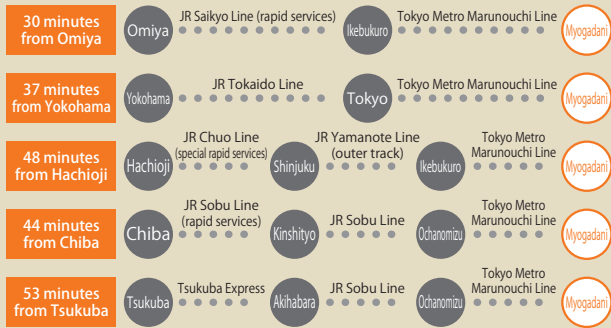 30 minutes
from Omiya
Omiya
JR Saikyo Line (rapid services)
Ikebukuro
Tokyo Metro Marunouchi Line
Myogadani
37 minutes
from Yokohama
Yokohama
JR Tokaido Line
Tokyo
Tokyo Metro Marunouchi Line
Myogadani
48 minutes
from Hachioji
Hachioji
JR Chuo Line
(special rapid services)
Shinjuku
JR Yamanote Line
(outer track)
Ikebukuro
Tokyo Metro
Marunouchi Line
Myogadani
44 minutes
from Chiba
Chiba
JR Sobu Line
(rapid services)
Kinshityo
JR Sobu Line
Ochanomizu
Tokyo Metro
Marunouchi Line
Myogadani
53 minutes
from Tsukuba
Tsukuba
Tsukuba Express
Akihabara
JR Sobu Line
Ochanomizu
Tokyo Metro
Marunouchi Line
Myogadani